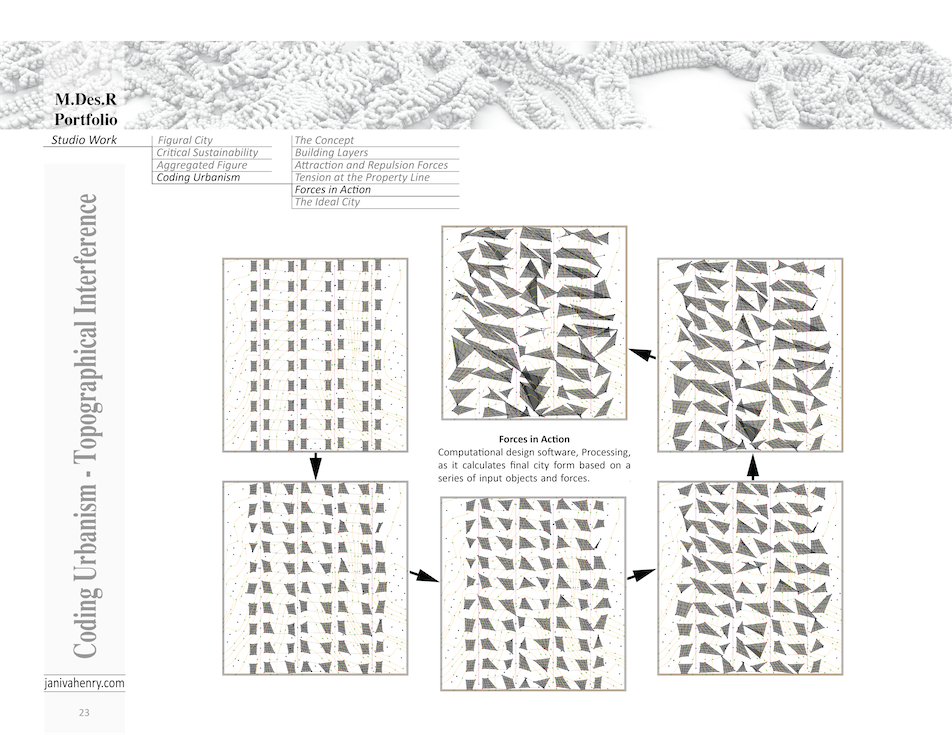 M.Des.R
Portfolio
Studio Work
Figural City
Critical Sustainability
Aggregated Figure
Coding Urbanism
The Concept
Building Layers
Attraction and Repulsion Forces
Tension at the Property Line
Forces in Action
The Ideal City
Coding Urbanism - Topographical Interference
Forces in Action
Computational design software, Processing,
as it calculates final city form based on a
series of input objects and forces.
janivahenry.com
23